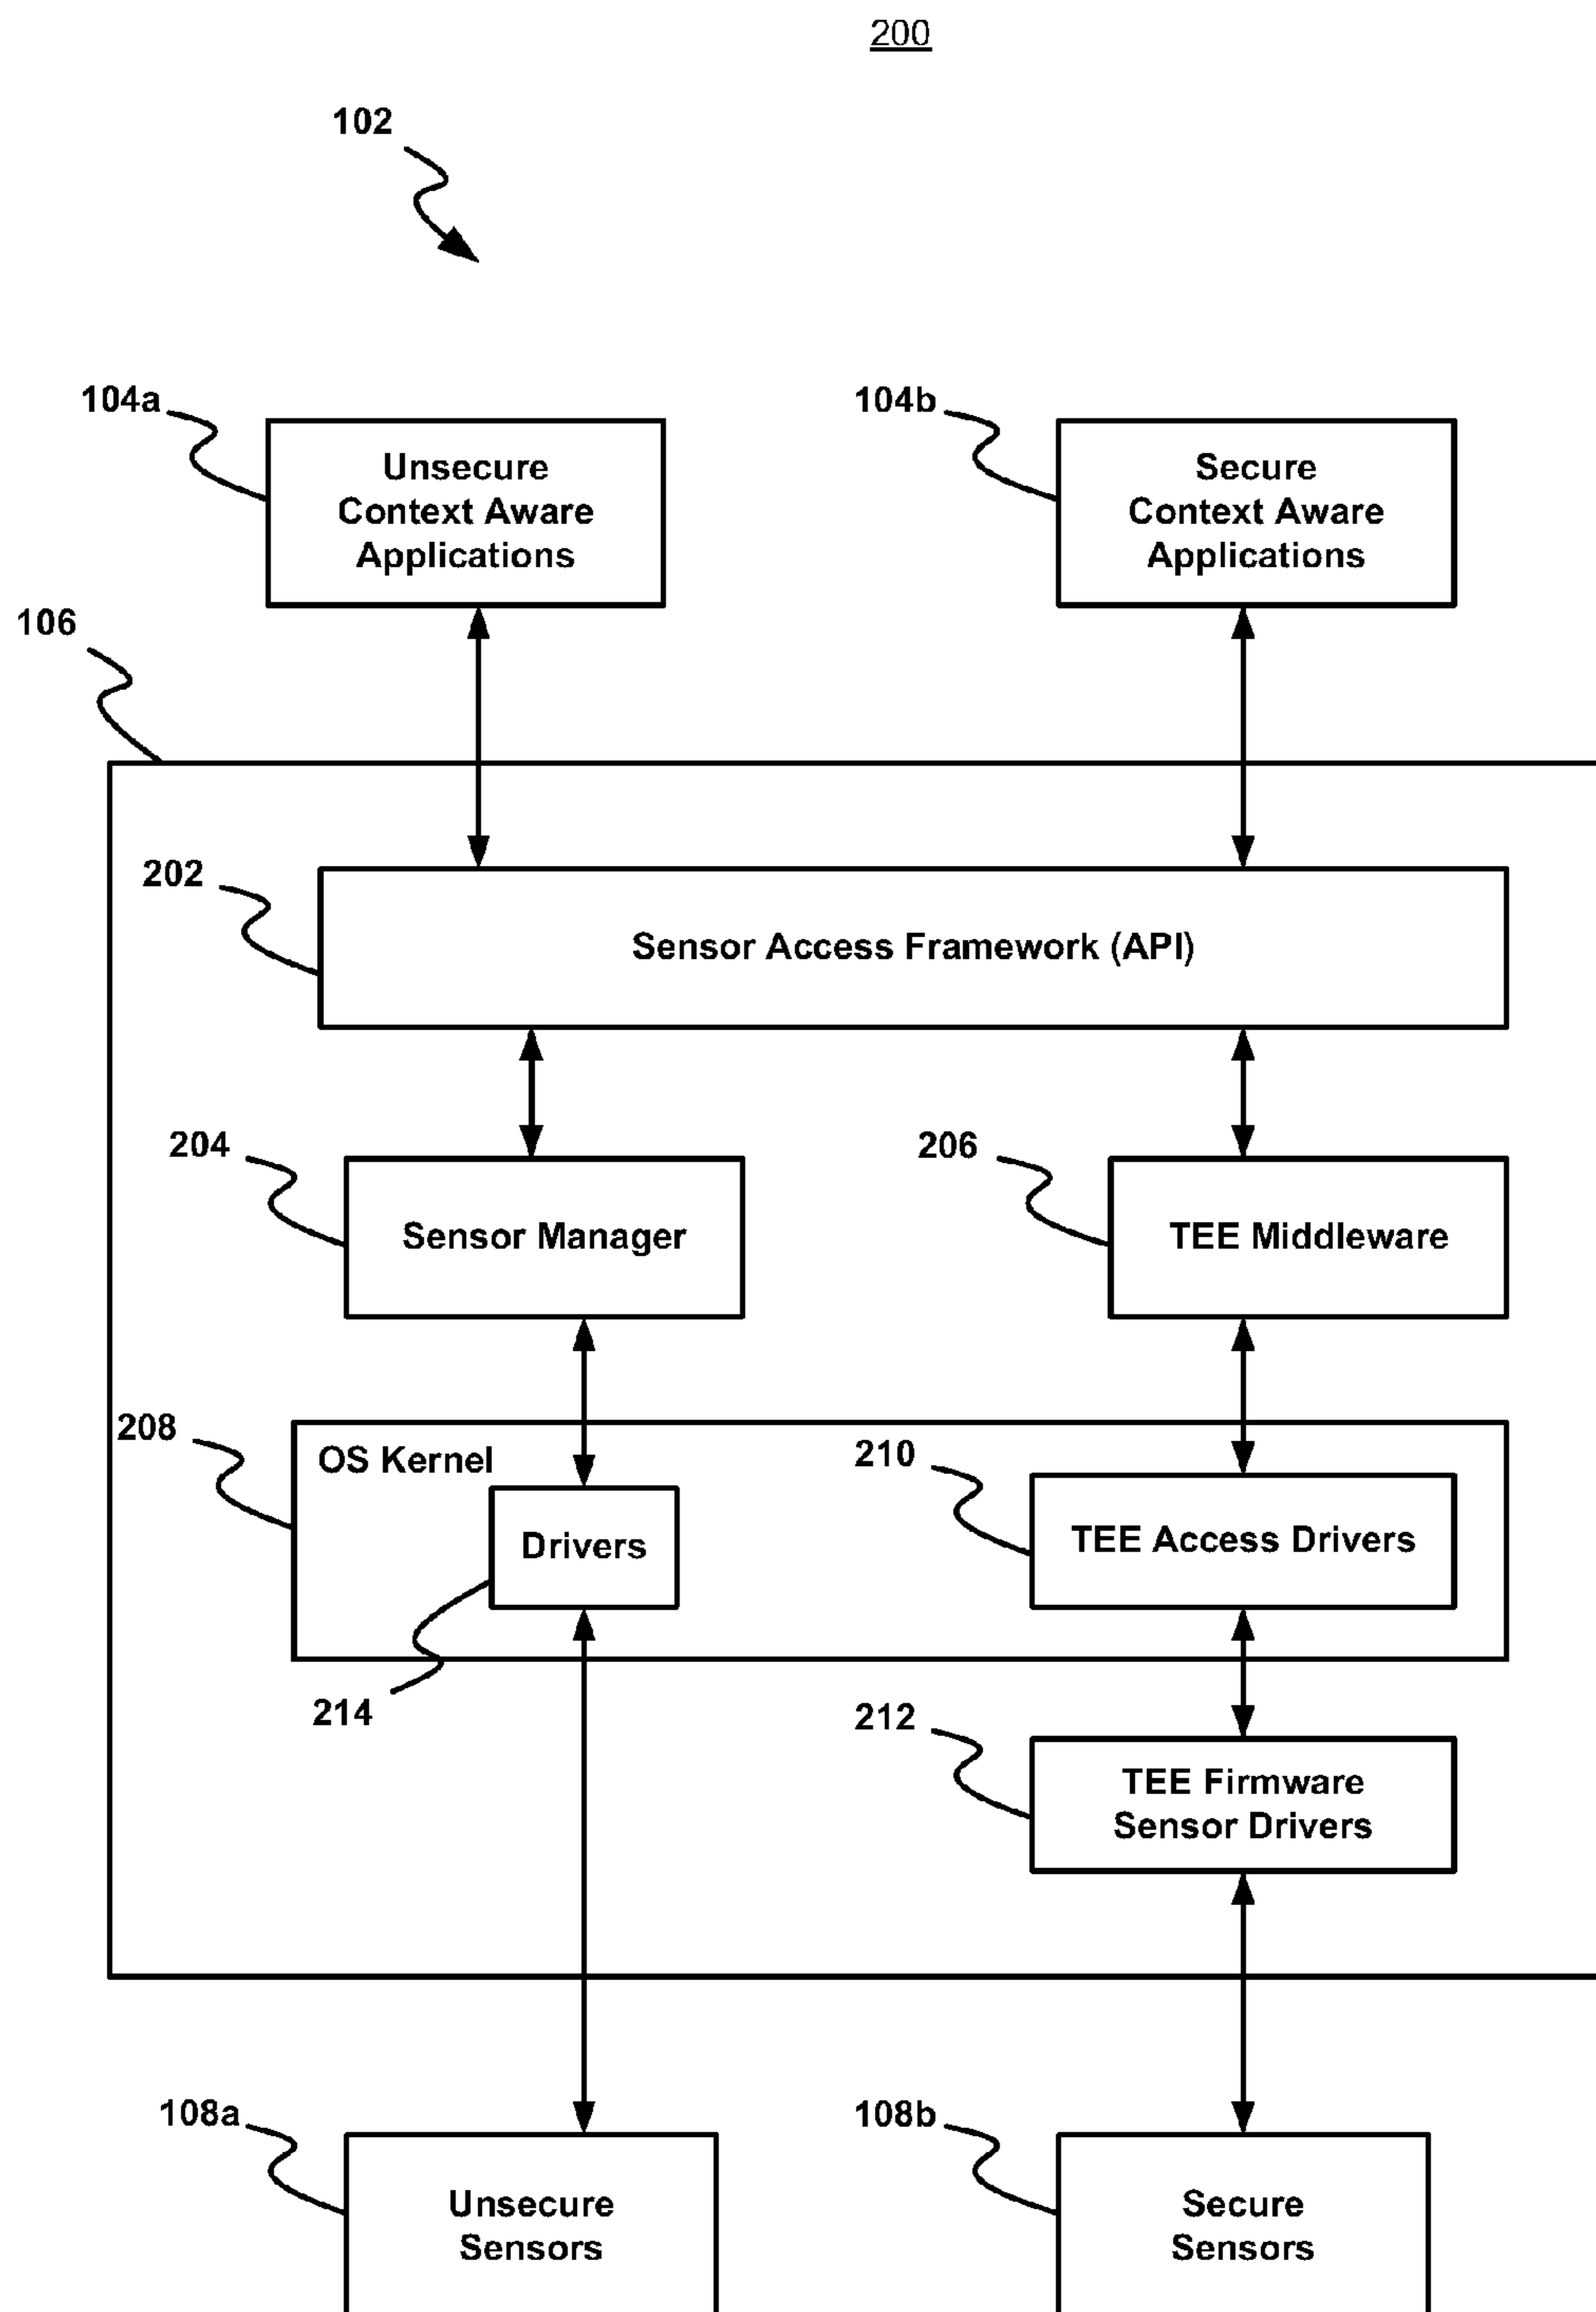 200
102
104a
Unsecure
Context Aware
Applications
104b
Secure
Context Aware
Applications
106
202
Sensor Access Framework (API)
204
Sensor Manager
206
TEE Middleware
208
OS Kernel
Drivers
210
TEE Access Drivers
214
212
TEE Firmware
Sensor Drivers
108a
Unsecure
Sensors
108b
Secure
Sensors